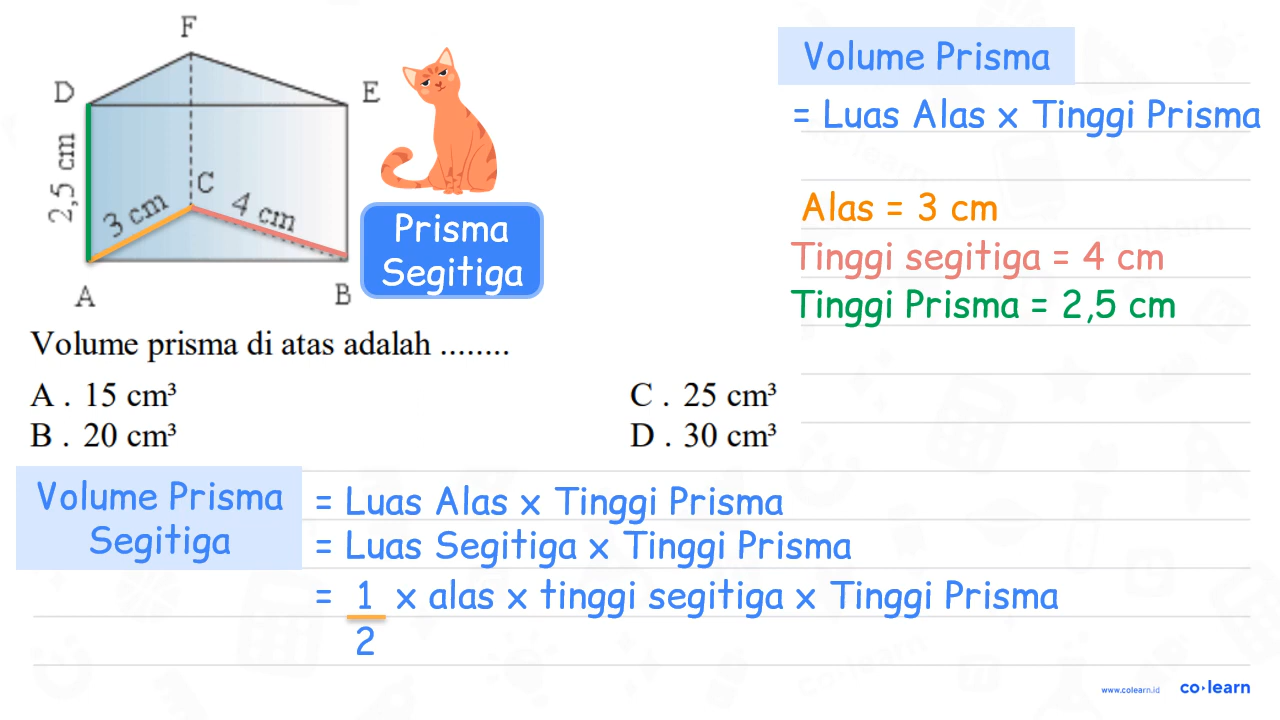 F
D
E
2,5 cm
C
3 cm
4 cm
A
B
Prisma
Segitiga
Volume prisma di atas adalah ........
A . 15 cm³
B . 20 cm³
C . 25 cm³
D . 30 cm³
Volume Prisma
= Luas Alas x Tinggi Prisma
Alas = 3 cm
Tinggi segitiga = 4 cm
Tinggi Prisma = 2,5 cm
Volume Prisma
Segitiga
= Luas Alas x Tinggi Prisma
= Luas Segitiga x Tinggi Prisma
= 1 x alas x tinggi segitiga x Tinggi Prisma
2
www.colearn.id
co·learn